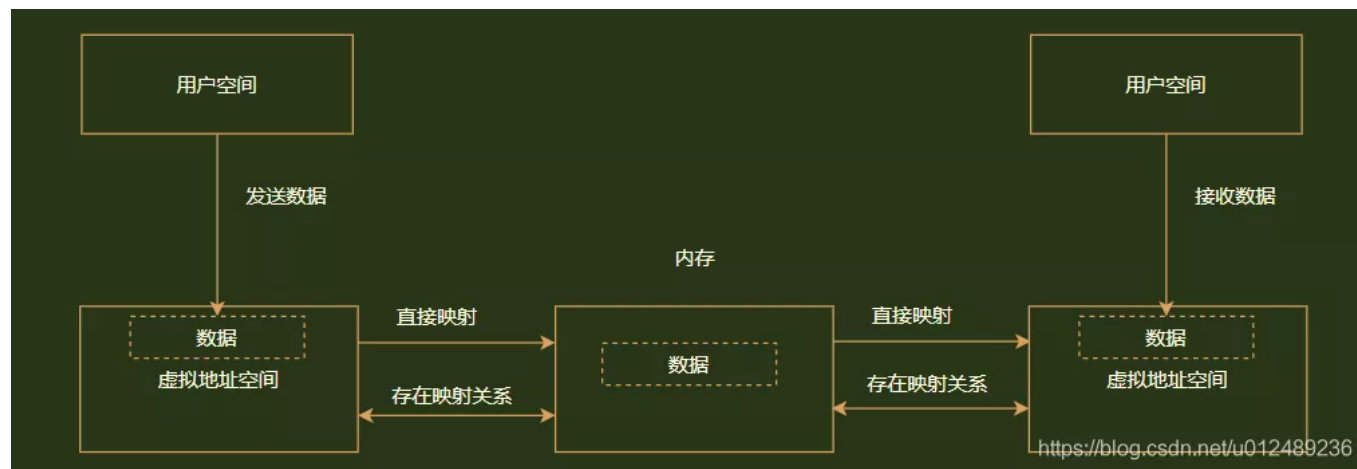 用户空间
用户空间
发送数据
接收数据
内存
数据
虚拟地址空间
直接映射
存在映射关系
数据
直接映射
存在映射关系
数据
虚拟地址空间
https://blog.csdn.net/u012489236